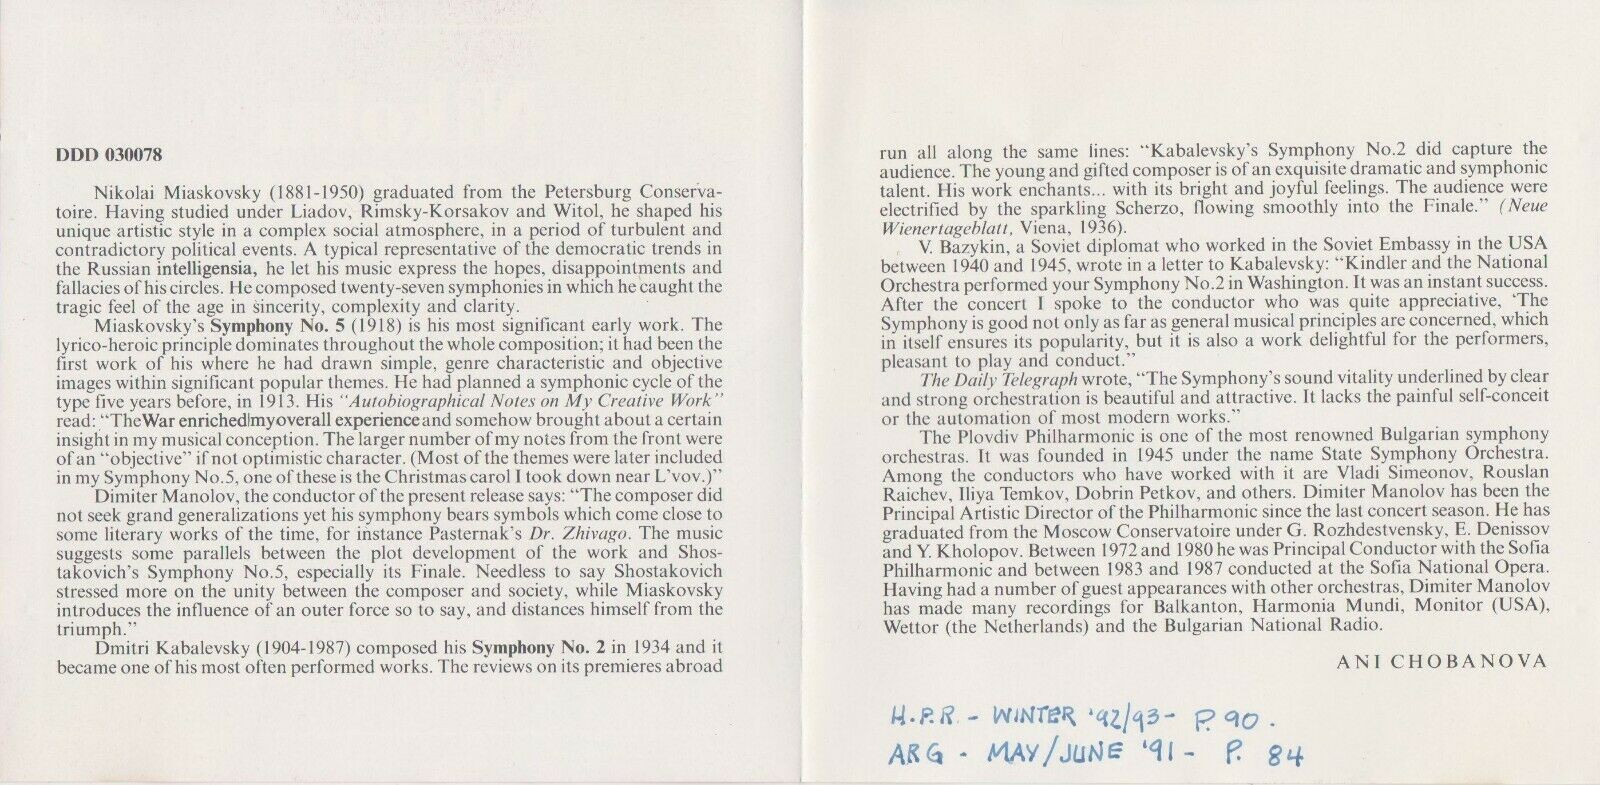 DDD 030078
Nikolai Miaskovsky (1881-1950) graduated from the Petersburg Conserva-
toire. Having studied under Liadov, Rimsky-Korsakov and Witol, he shaped his
unique artistic style in a complex social atmosphere, in a period of turbulent and
contradictory political events. A typical representative of the democratic trends in
the Russian intelligensia, he let his music express the hopes, disappointments and
fallacies of his circles. He composed twenty-seven symphonies in which he caught the
tragic feel of the age in sincerity, complexity and clarity.
Miaskovsky's Symphony No. 5 (1918) is his most significant early work. The
lyrico-heroic principle dominates throughout the whole composition; it had been the
first work of his where he had drawn simple, genre characteristic and objective
images within significant popular themes. He had planned a symphonic cycle of the
type five years before, in 1913. His "Autobiographical Notes on My Creative Work"
read: "The War enriched my overall experience and somehow brought about a certain
insight in my musical conception. The larger number of my notes from the front were
of an "objective" if not optimistic character. (Most of the themes were later included
in my Symphony No.5, one of these is the Christmas carol I took down near L'vov.)"
Dimiter Manolov, the conductor of the present release says: "The composer did
not seek grand generalizations yet his symphony bears symbols which come close to
some literary works of the time, for instance Pasternak's Dr. Zhivago. The music
suggests some parallels between the plot development of the work and Shos-
takovich's Symphony No.5, especially its Finale. Needless to say Shostakovich
stressed more on the unity between the composer and society, while Miaskovsky
introduces the influence of an outer force so to say, and distances himself from the
triumph."
Dmitri Kabalevsky (1904-1987) composed his Symphony No. 2 in 1934 and it
became one of his most often performed works. The reviews on its premieres abroad
run all along the same lines: "Kabalevsky's Symphony No.2 did capture the
audience. The young and gifted composer is of an exquisite dramatic and symphonic
talent. His work enchants... with its bright and joyful feelings. The audience were
electrified by the sparkling Scherzo, flowing smoothly into the Finale." (Neue
Wienertageblatt, Viena, 1936).
V. Bazykin, a Soviet diplomat who worked in the Soviet Embassy in the USA
between 1940 and 1945, wrote in a letter to Kabalevsky: "Kindler and the National
Orchestra performed your Symphony No.2 in Washington. It was an instant success.
After the concert I spoke to the conductor who was quite appreciative, 'The
Symphony is good not only as far as general musical principles are concerned, which
in itself ensures its popularity, but it is also a work delightful for the performers,
pleasant to play and conduct."
The Daily Telegraph wrote, "The Symphony's sound vitality underlined by clear
and strong orchestration is beautiful and attractive. It lacks the painful self-conceit
or the automation of most modern works."
The Plovdiv Philharmonic is one of the most renowned Bulgarian symphony
orchestras. It was founded in 1945 under the name State Symphony Orchestra.
Among the conductors who have worked with it are Vladi Simeonov, Rouslan
Raichev, Iliya Temkov, Dobrin Petkov, and others. Dimiter Manolov has been the
Principal Artistic Director of the Philharmonic since the last concert season. He has
graduated from the Moscow Conservatoire under G. Rozhdestvensky, E. Denissov
and Y. Kholopov. Between 1972 and 1980 he was Principal Conductor with the Sofia
Philharmonic and between 1983 and 1987 conducted at the Sofia National Opera.
Having had a number of guest appearances with other orchestras, Dimiter Manolov
has made many recordings for Balkanton, Harmonia Mundi, Monitor (USA),
Wettor (the Netherlands) and the Bulgarian National Radio.
ANI CHOBANOVA
H.P.R. - WINTER '92/93 - P. 90.
ARG - MAY/JUNE '91 - P. 84